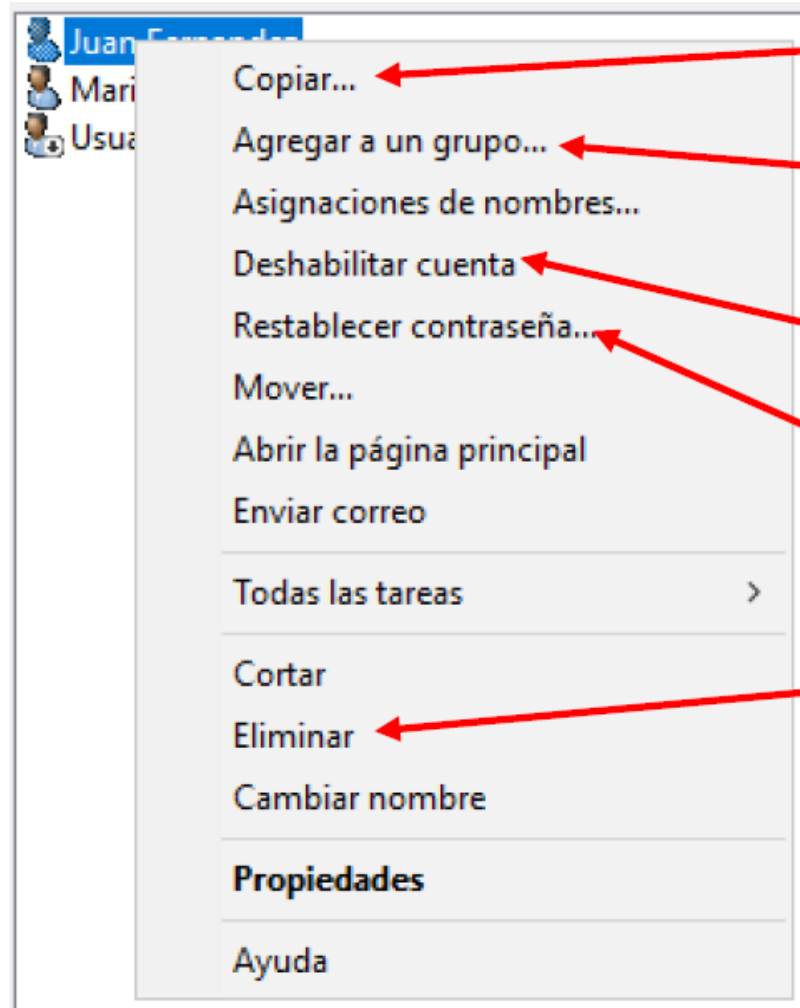 Juan Fernandez
Mari
Usua
Copiar...
Agregar a un grupo...
Asignaciones de nombres...
Deshabilitar cuenta
Restablecer contraseña...
Mover...
Abrir la página principal
Enviar correo
Todas las tareas
Cortar
Eliminar
Cambiar nombre
Propiedades
Ayuda